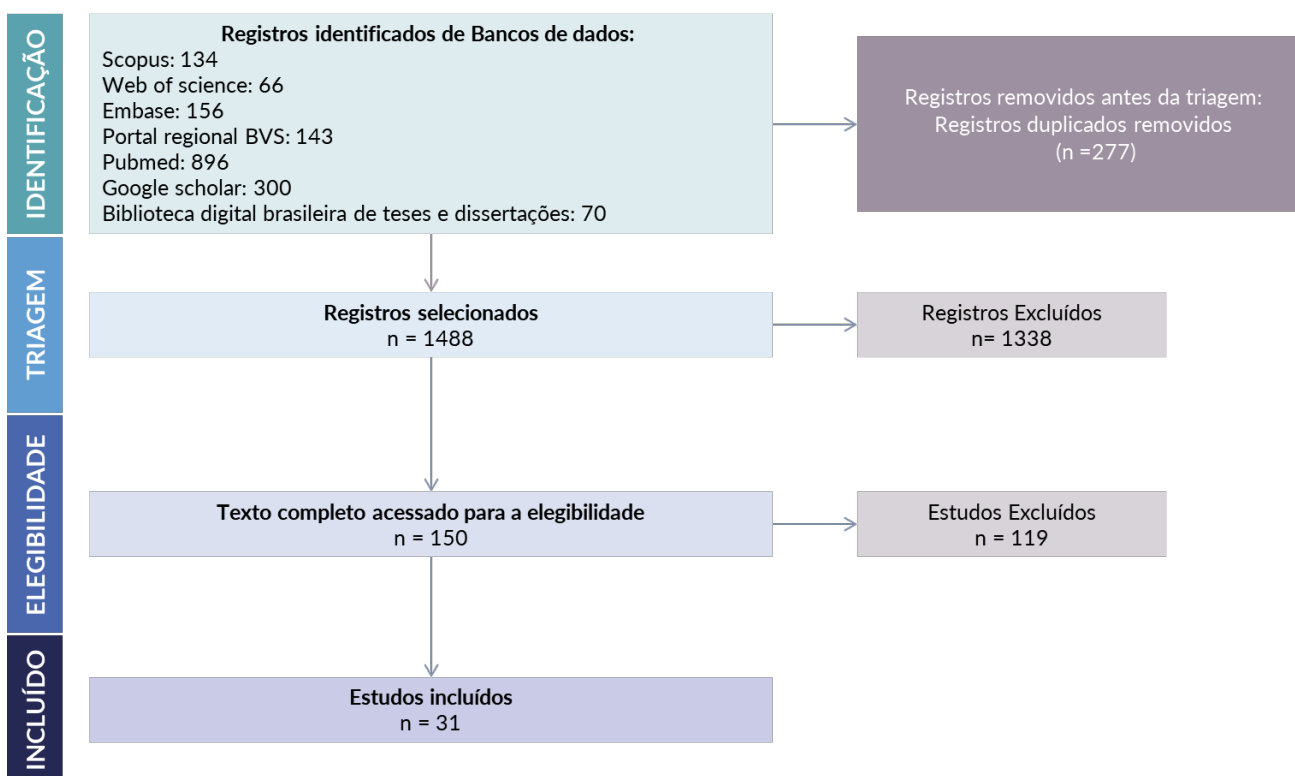 IDENTIFICAÇÃO
Registros identificados de Bancos de dados:
Scopus: 134
Web of science: 66
Embase: 156
Portal regional BVS: 143
Pubmed: 896
Google scholar: 300
Biblioteca digital brasileira de teses e dissertações: 70
Registros removidos antes da triagem:
Registros duplicados removidos
(n =277)
TRIAGEM
Registros selecionados
n = 1488
Registros Excluídos
n= 1338
ELEGIBILIDADE
Texto completo acessado para a elegibilidade
n = 150
Estudos Excluídos
n = 119
INCLUÍDO
Estudos incluídos
n = 31